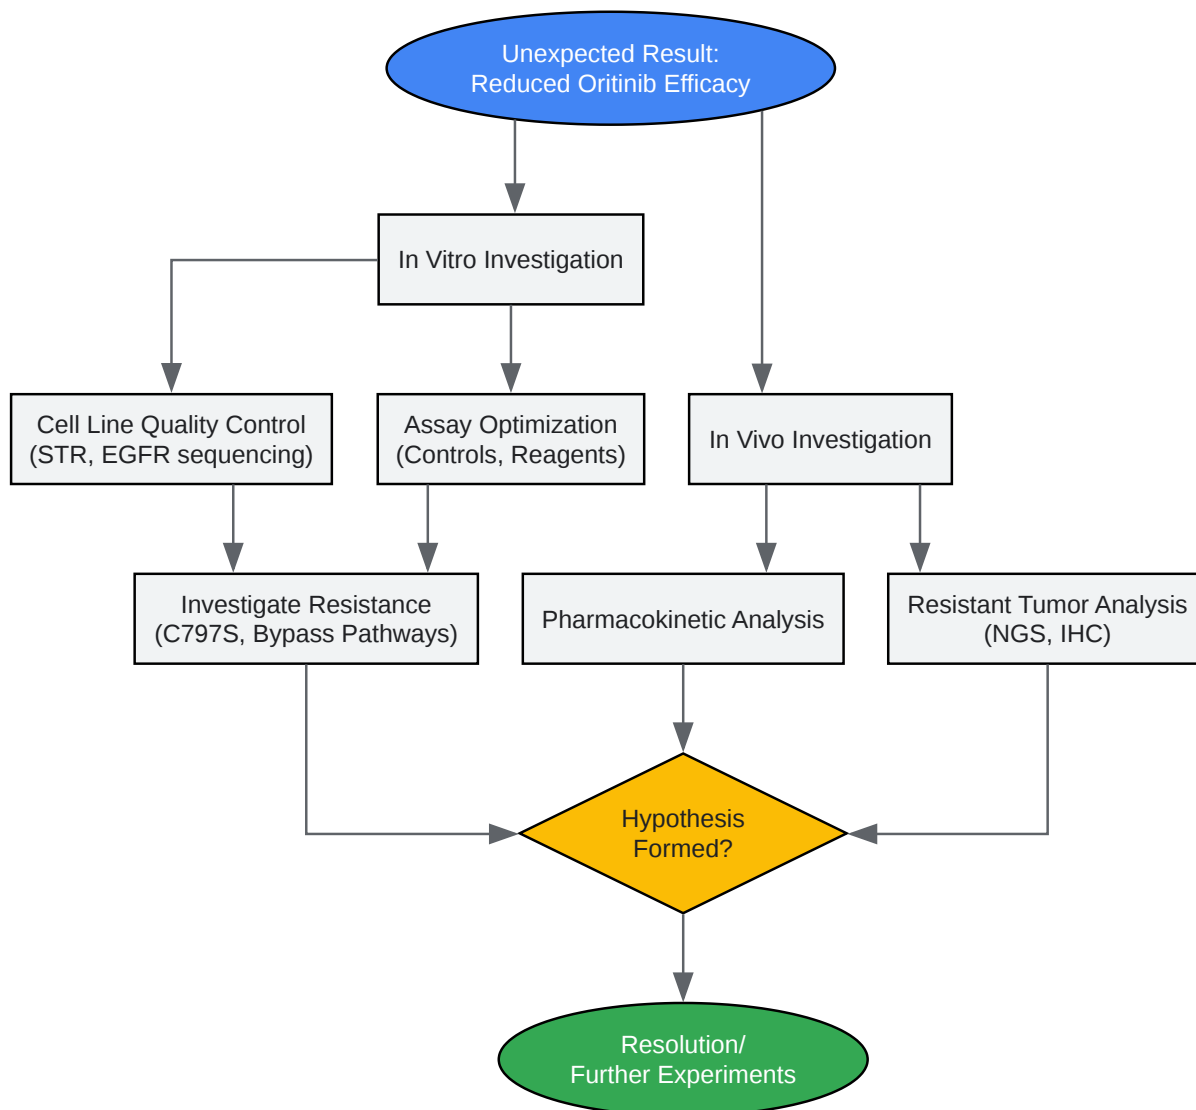 Unexpected Result:
Reduced Oritinib Efficacy
In Vitro Investigation
Cell Line Quality Control
(STR, EGFR sequencing)
Assay Optimization
(Controls, Reagents)
In Vivo Investigation
Investigate Resistance
(C797S, Bypass Pathways)
Pharmacokinetic Analysis
Resistant Tumor Analysis
(NGS, IHC)
Hypothesis
Formed?
Resolution/
Further Experiments